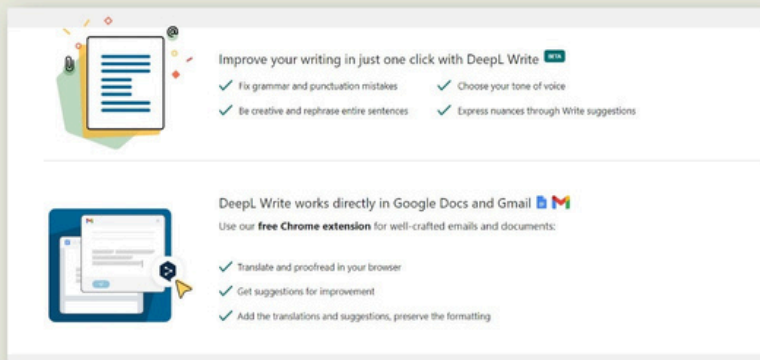 Improve your writing in just one click with DeepL Write BETA
Fix grammar and punctuation mistakes
Choose your tone of voice
Be creative and rephrase entire sentences
Express nuances through Write suggestions
DeepL Write works directly in Google Docs and Gmail
Use our free Chrome extension for well-crafted emails and documents:
Translate and proofread in your browser
Get suggestions for improvement
Add the translations and suggestions, preserve the formatting